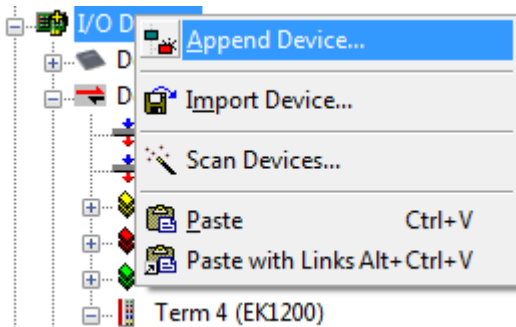 I/O D
Append Device...
D
D
Import Device...
Scan Devices...
Paste Ctrl+V
Paste with Links Alt+Ctrl+V
Term 4 (EK1200)